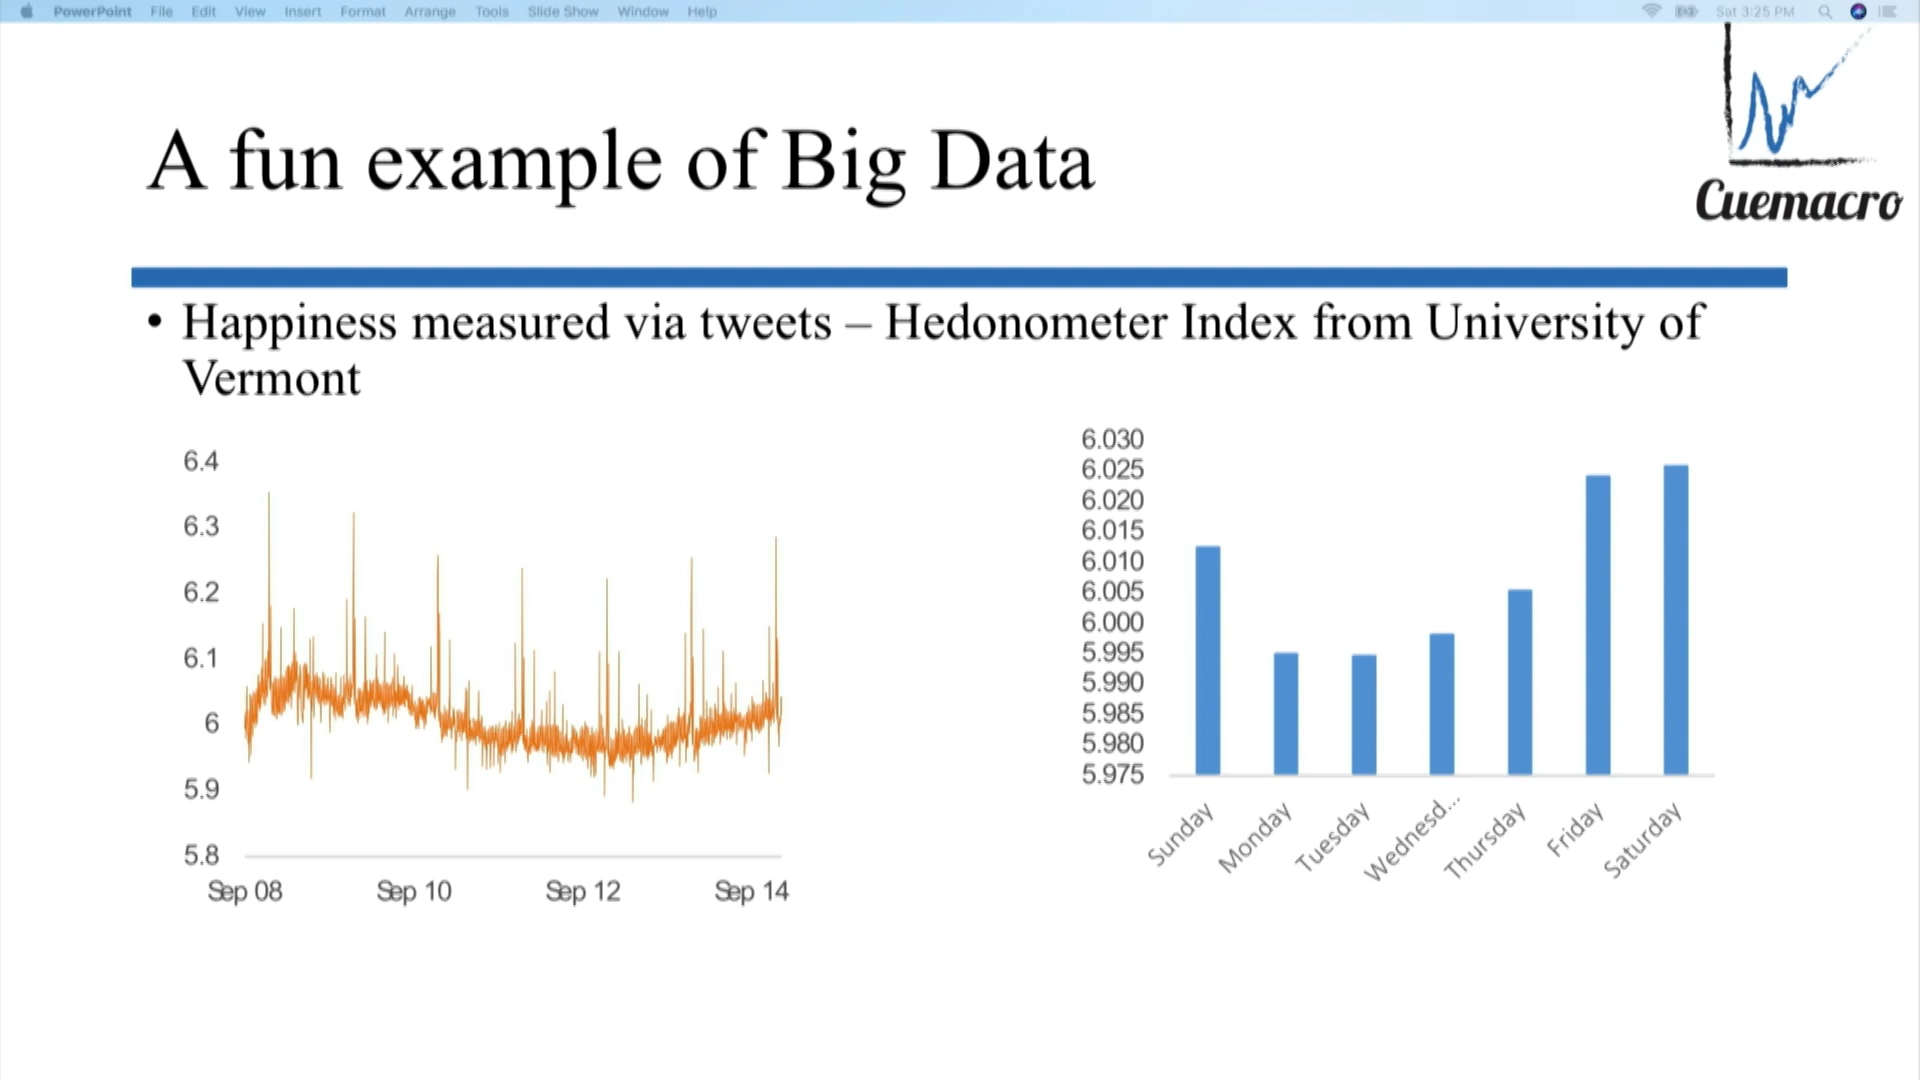 PowerPoint File Edit View Insert Format Arrange Tools Slide Show Window Help Sat 3:25 PM
Cuemacro
A fun example of Big Data
• Happiness measured via tweets – Hedonometer Index from University of
Vermont
6.4
6.3
6.2
6.1
6
5.9
5.8
Sep 08 Sep 10 Sep 12 Sep 14
6.030
6.025
6.020
6.015
6.010
6.005
6.000
5.995
5.990
5.985
5.980
5.975
Sunday Monday Tuesday Wednesd... Thursday Friday Saturday